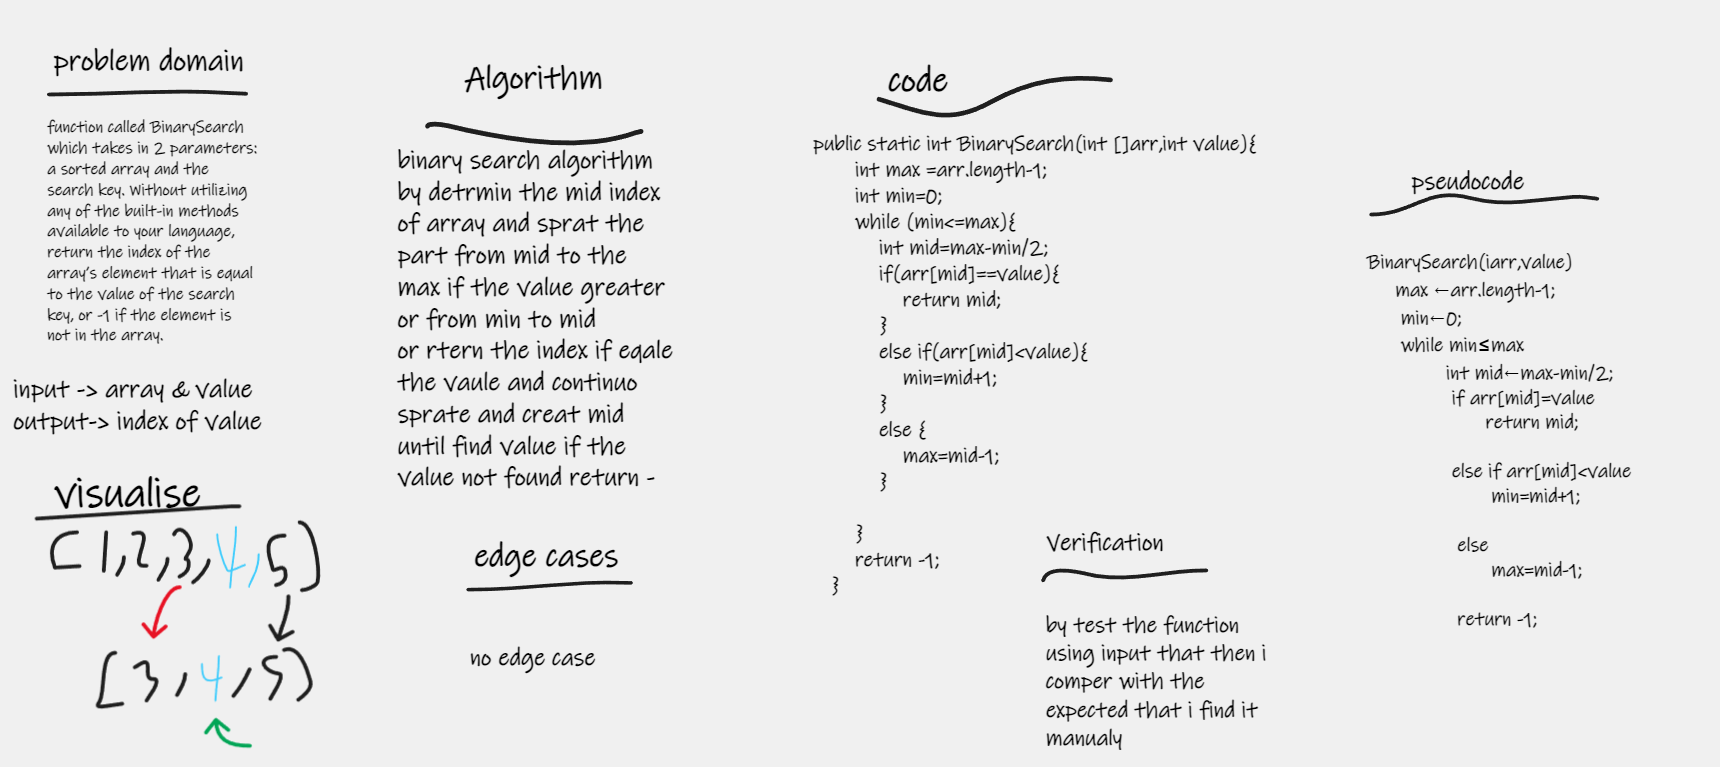 problem domain
function called BinarySearch
which takes in 2 parameters:
a sorted array and the
search key. Without utilizing
any of the built-in methods
available to your language,
return the index of the
array's element that is equal
to the value of the search
key, or -1 if the element is
not in the array.
input -> array & value
output-> index of value
visualise
[1,2,3,4,5]
[3,4,5]
Algorithm
binary search algorithm
by detrmin the mid index
of array and sprat the
part from mid to the
max if the value greater
or from min to mid
or rtern the index if eqale
the vaule and continuo
sprate and creat mid
until find value if the
value not found return -
edge cases
no edge case
code
public static int BinarySearch(int []arr,int value){
int max =arr.length-1;
int min=0;
while (min<=max){
int mid=max-min/2;
if(arr[mid]==value){
return mid;
}
else if(arr[mid]<value){
min=mid+1;
}
else {
max=mid-1;
}
}
return -1;
}
Verification
by test the function
using input that then i
comper with the
expected that i find it
manualy
pseudocode
BinarySearch(iarr,value)
max ←arr.length-1;
min←0;
while min≤max
int mid←max-min/2;
if arr[mid]=value
return mid;
else if arr[mid]<value
min=mid+1;
else
max=mid-1;
return -1;